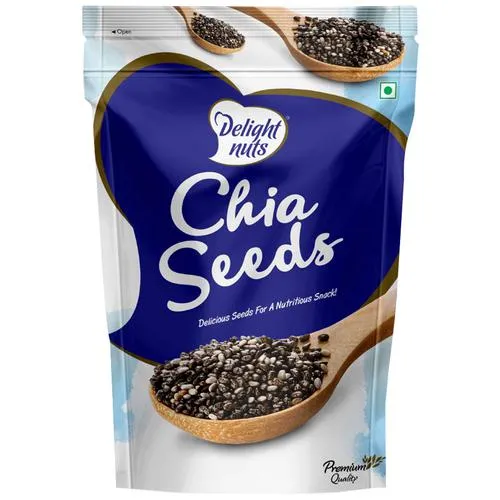 ◄ Open
Delight
nuts
Chia
Seeds
Delicious Seeds For A Nutritious Snack!
Premium
Quality